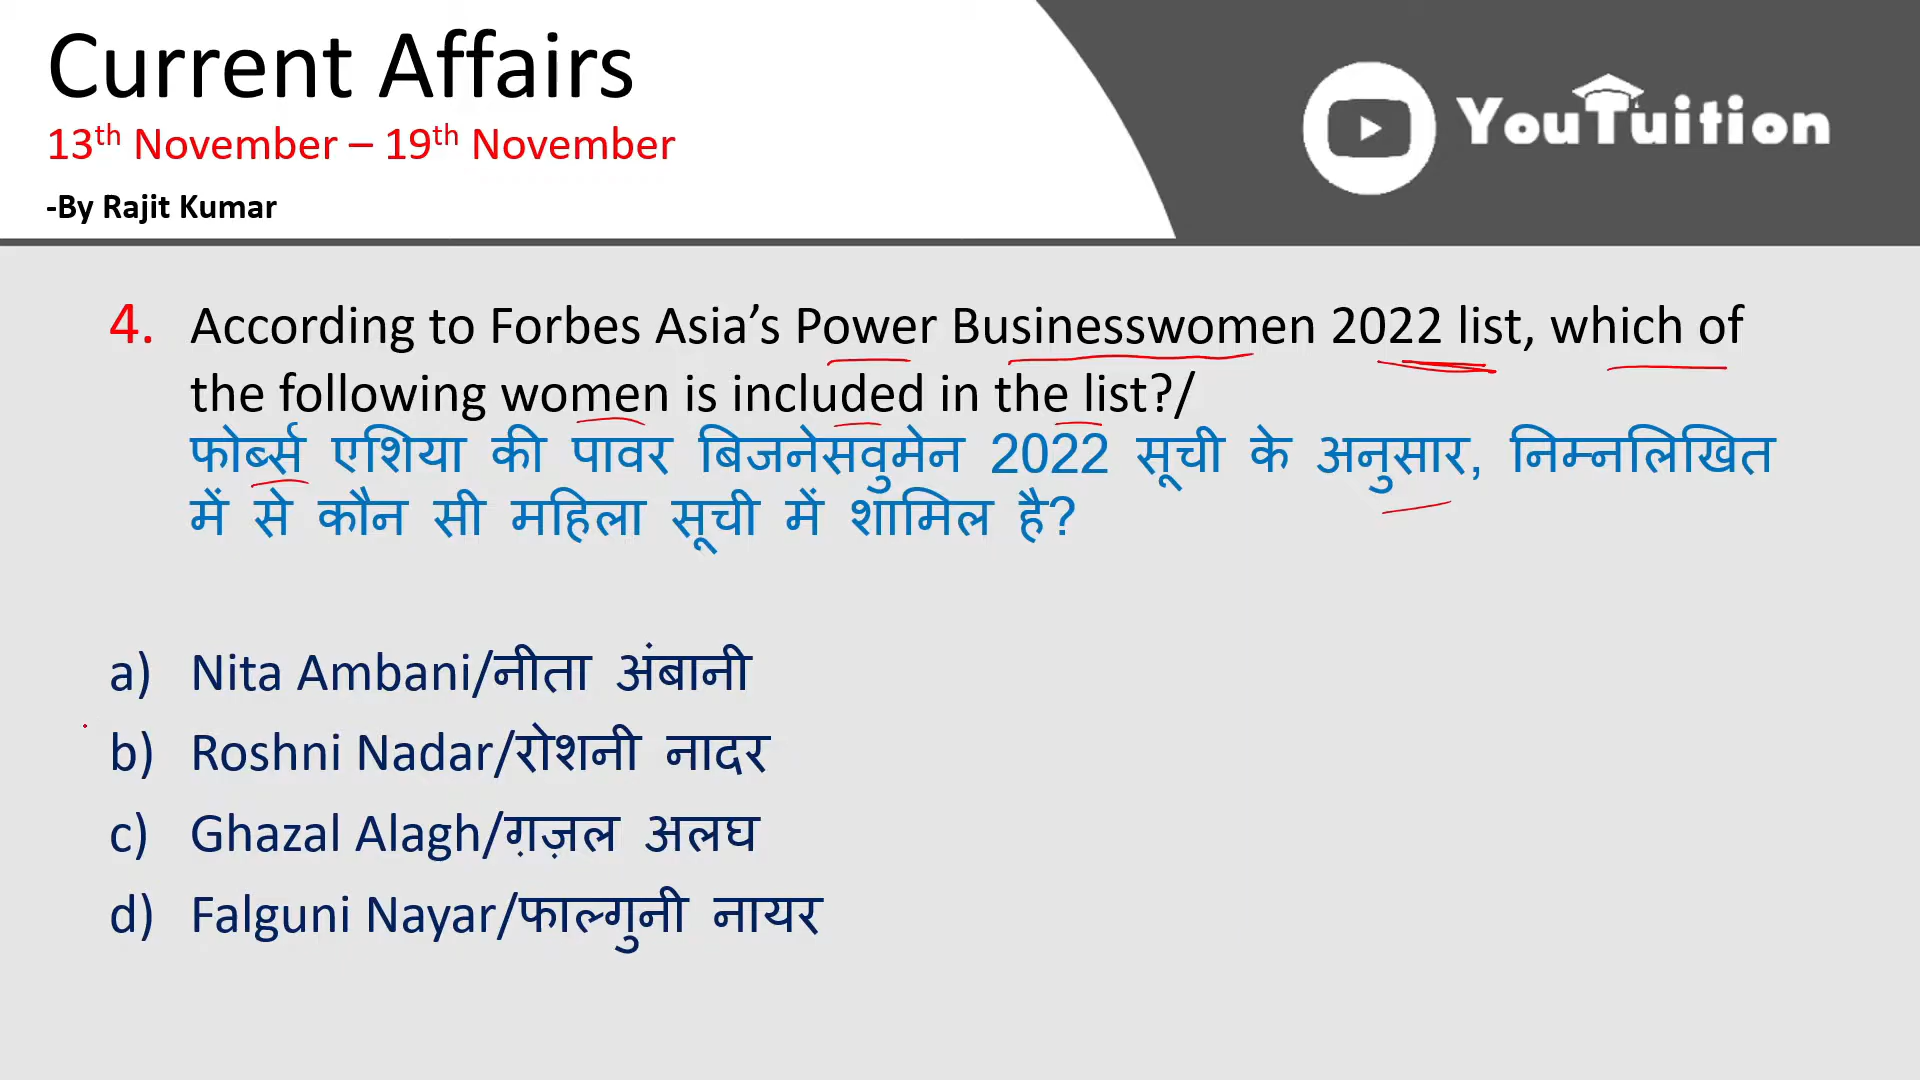 Current Affairs
13th November – 19th November
-By Rajit Kumar
YouTuition
4. According to Forbes Asia’s Power Businesswomen 2022 list, which of
the following women is included in the list?/
फोर्ब्स एशिया की पावर बिजनेसवुमेन 2022 सूची के अनुसार, निम्नलिखित
में से कौन सी महिला सूची में शामिल है?
a) Nita Ambani/नीता अंबानी
b) Roshni Nadar/रोशनी नादर
c) Ghazal Alagh/ग़ज़ल अलघ
d) Falguni Nayar/फाल्गुनी नायर